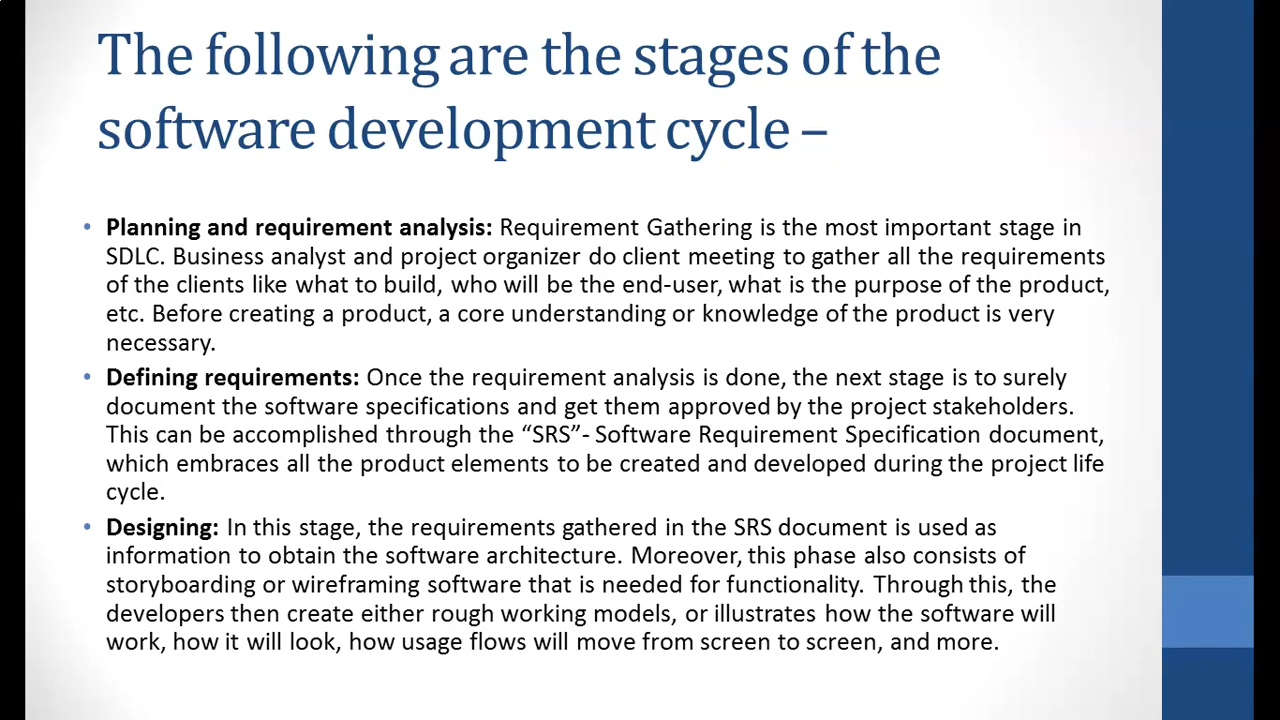 The following are the stages of the
software development cycle –
• Planning and requirement analysis: Requirement Gathering is the most important stage in
SDLC. Business analyst and project organizer do client meeting to gather all the requirements
of the clients like what to build, who will be the end-user, what is the purpose of the product,
etc. Before creating a product, a core understanding or knowledge of the product is very
necessary.
• Defining requirements: Once the requirement analysis is done, the next stage is to surely
document the software specifications and get them approved by the project stakeholders.
This can be accomplished through the “SRS”- Software Requirement Specification document,
which embraces all the product elements to be created and developed during the project life
cycle.
• Designing: In this stage, the requirements gathered in the SRS document is used as
information to obtain the software architecture. Moreover, this phase also consists of
storyboarding or wireframing software that is needed for functionality. Through this, the
developers then create either rough working models, or illustrates how the software will
work, how it will look, how usage flows will move from screen to screen, and more.